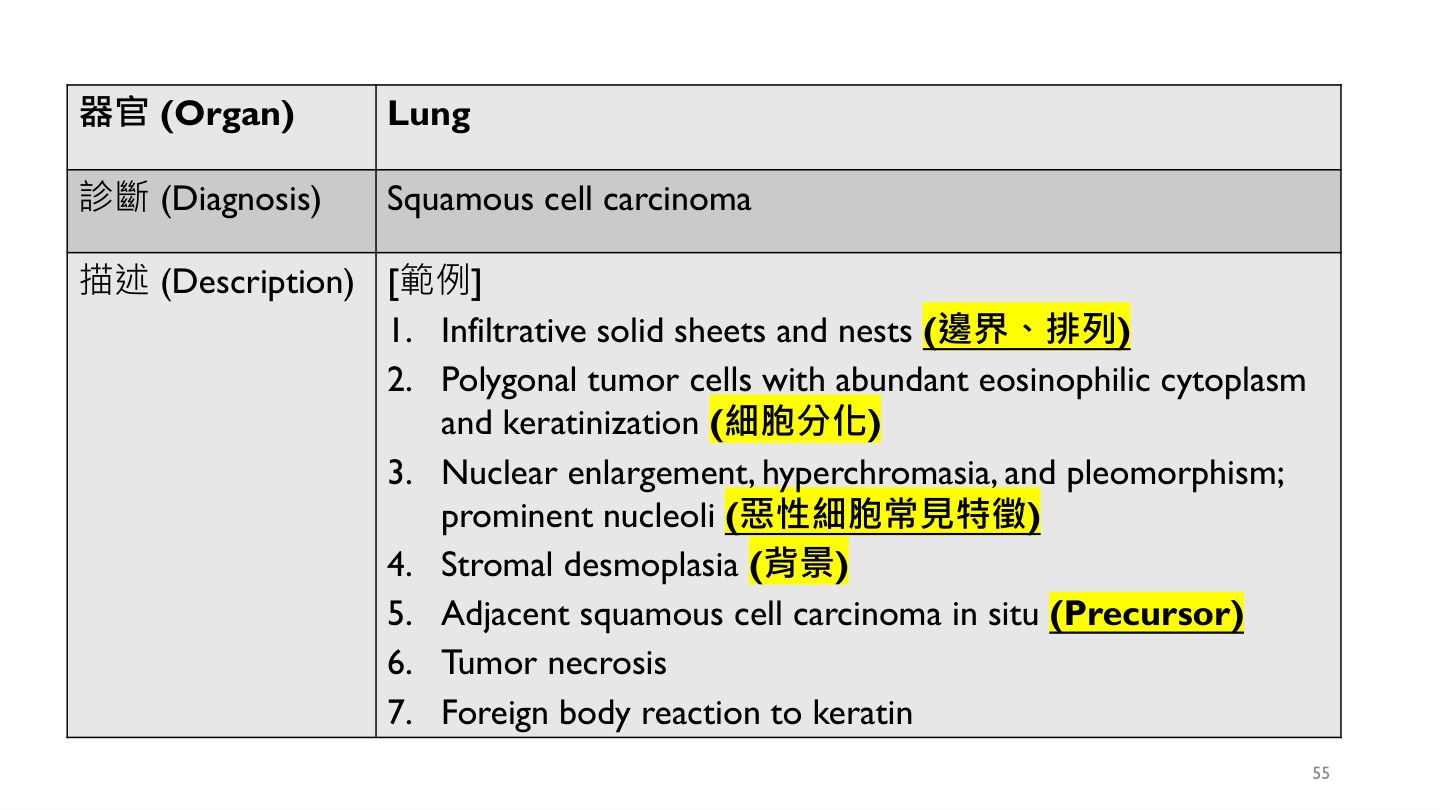 器官 (Organ)
Lung
診斷 (Diagnosis)
Squamous cell carcinoma
描述 (Description)
[範例]
1. Infiltrative solid sheets and nests (邊界、排列)
2. Polygonal tumor cells with abundant eosinophilic cytoplasm
and keratinization (細胞分化)
3. Nuclear enlargement, hyperchromasia, and pleomorphism;
prominent nucleoli (惡性細胞常見特徵)
4. Stromal desmoplasia (背景)
5. Adjacent squamous cell carcinoma in situ (Precursor)
6. Tumor necrosis
7. Foreign body reaction to keratin
55